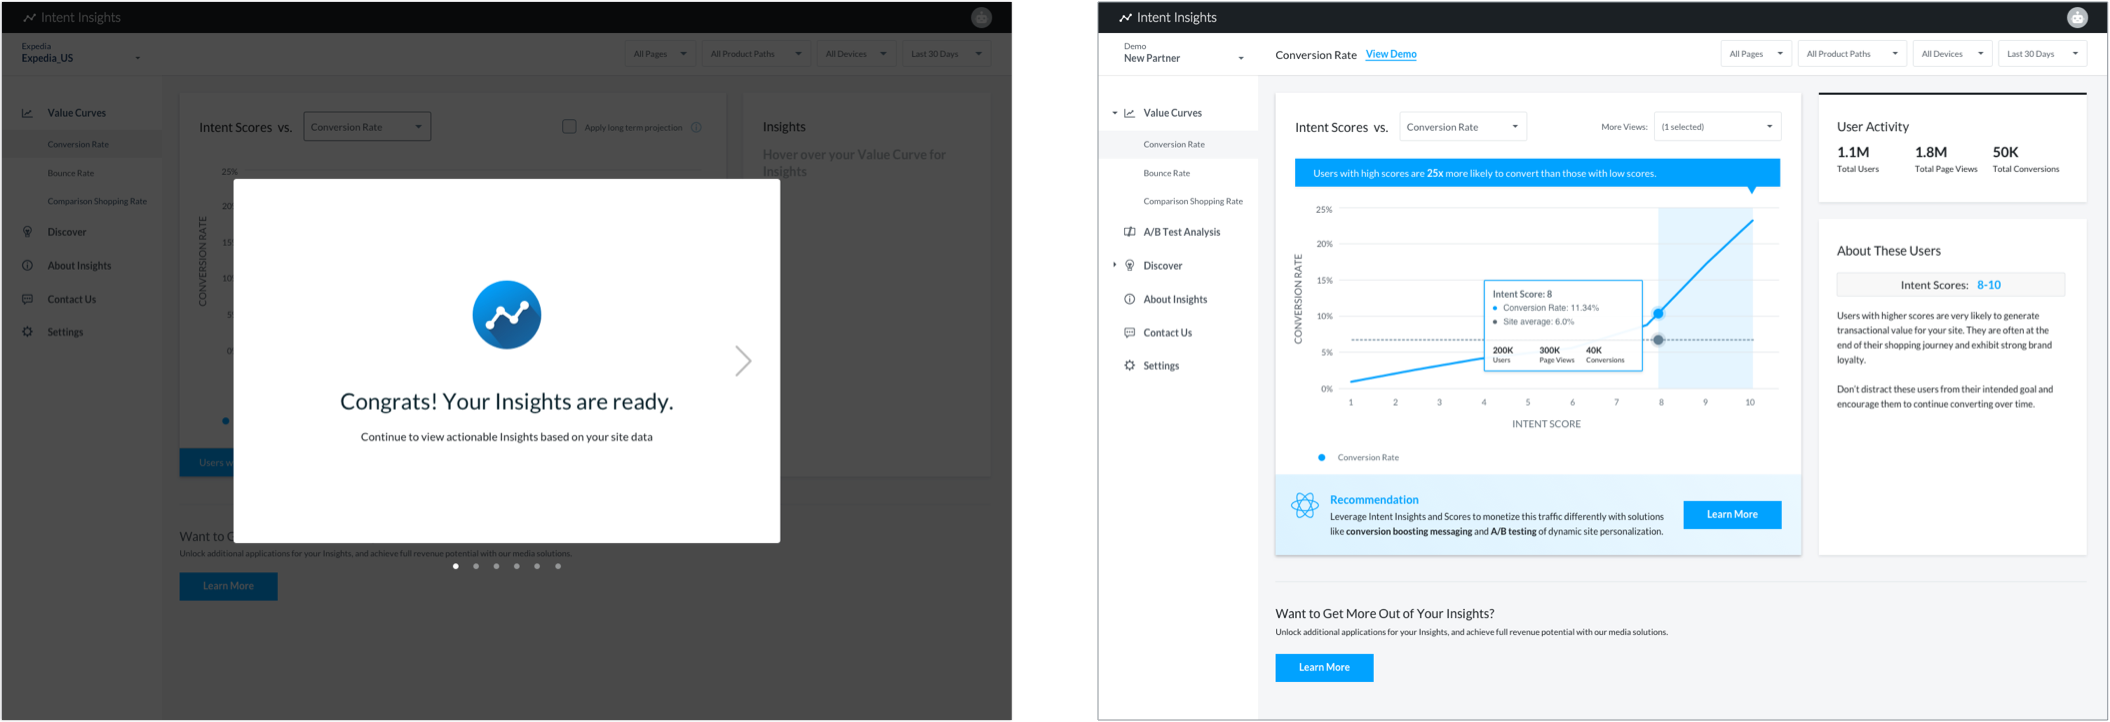 Intent Insights
Expedia
Expedia_US
All Pages
All Product Paths
All Devices
Last 30 Days
Value Curves
Conversion Rate
Bounce Rate
Comparison Shopping Rate
Discover
About Insights
Contact Us
Settings
Intent Scores vs.
Conversion Rate
Apply long term projection
Insights
Hover over your Value Curve for
Insights
25%
20
15
10
5
0
CONVERSION RATE
Congrats! Your Insights are ready.
Continue to view actionable Insights based on your site data
Users w
Want to G
Unlock additional applications for your Insights, and achieve full revenue potential with our media solutions.
Learn More
Intent Insights
Demo
New Partner
Conversion Rate View Demo
All Pages
All Product Paths
All Devices
Last 30 Days
Value Curves
Conversion Rate
Bounce Rate
Comparison Shopping Rate
A/B Test Analysis
Discover
About Insights
Contact Us
Settings
Intent Scores vs.
Conversion Rate
More Views:
(1 selected)
Users with high scores are 25x more likely to convert than those with low scores.
25%
20%
15%
10%
5%
0%
CONVERSION RATE
Intent Score: 8
Conversion Rate: 11.34%
Site average: 6.0%
200K 300K 40K
Users Page Views Conversions
1 2 3 4 5 6 7 8 9 10
INTENT SCORE
Conversion Rate
Recommendation
Leverage Intent Insights and Scores to monetize this traffic differently with solutions
like conversion boosting messaging and A/B testing of dynamic site personalization.
Learn More
User Activity
1.1M 1.8M 50K
Total Users Total Page Views Total Conversions
About These Users
Intent Scores: 8-10
Users with higher scores are very likely to generate
transactional value for your site. They are often at the
end of their shopping journey and exhibit strong brand
loyalty.
Don't distract these users from their intended goal and
encourage them to continue converting over time.
Want to Get More Out of Your Insights?
Unlock additional applications for your Insights, and achieve full revenue potential with our media solutions.
Learn More